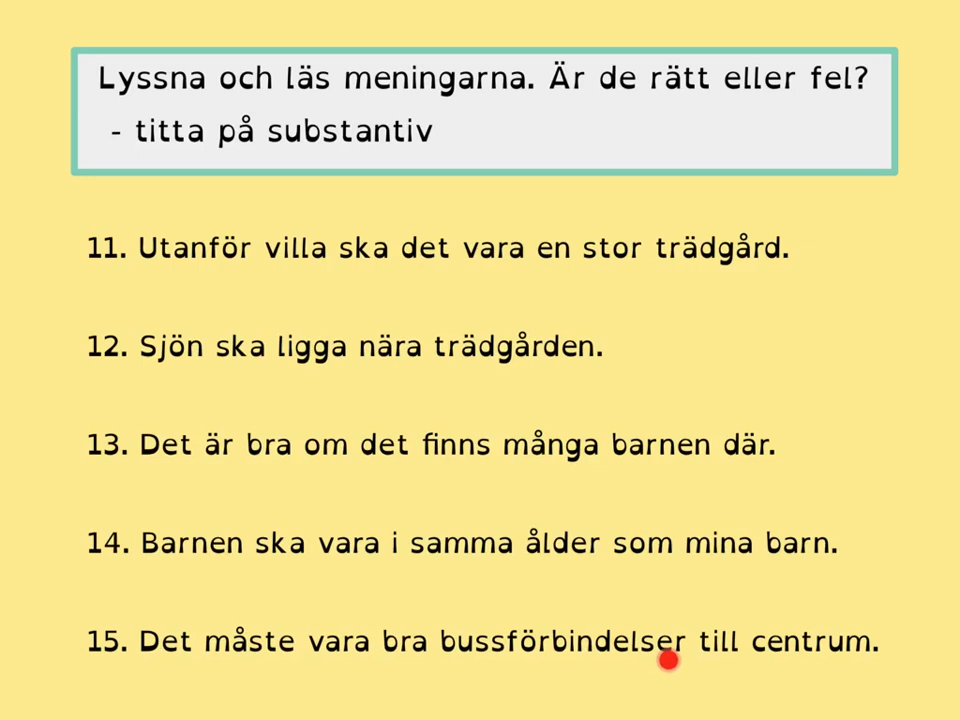 Lyssna och läs meningarna. Är de rätt eller fel?
- titta på substantiv
11. Utanför villa ska det vara en stor trädgård.
12. Sjön ska ligga nära trädgården.
13. Det är bra om det finns många barnen där.
14. Barnen ska vara i samma ålder som mina barn.
15. Det måste vara bra bussförbindelser till centrum.